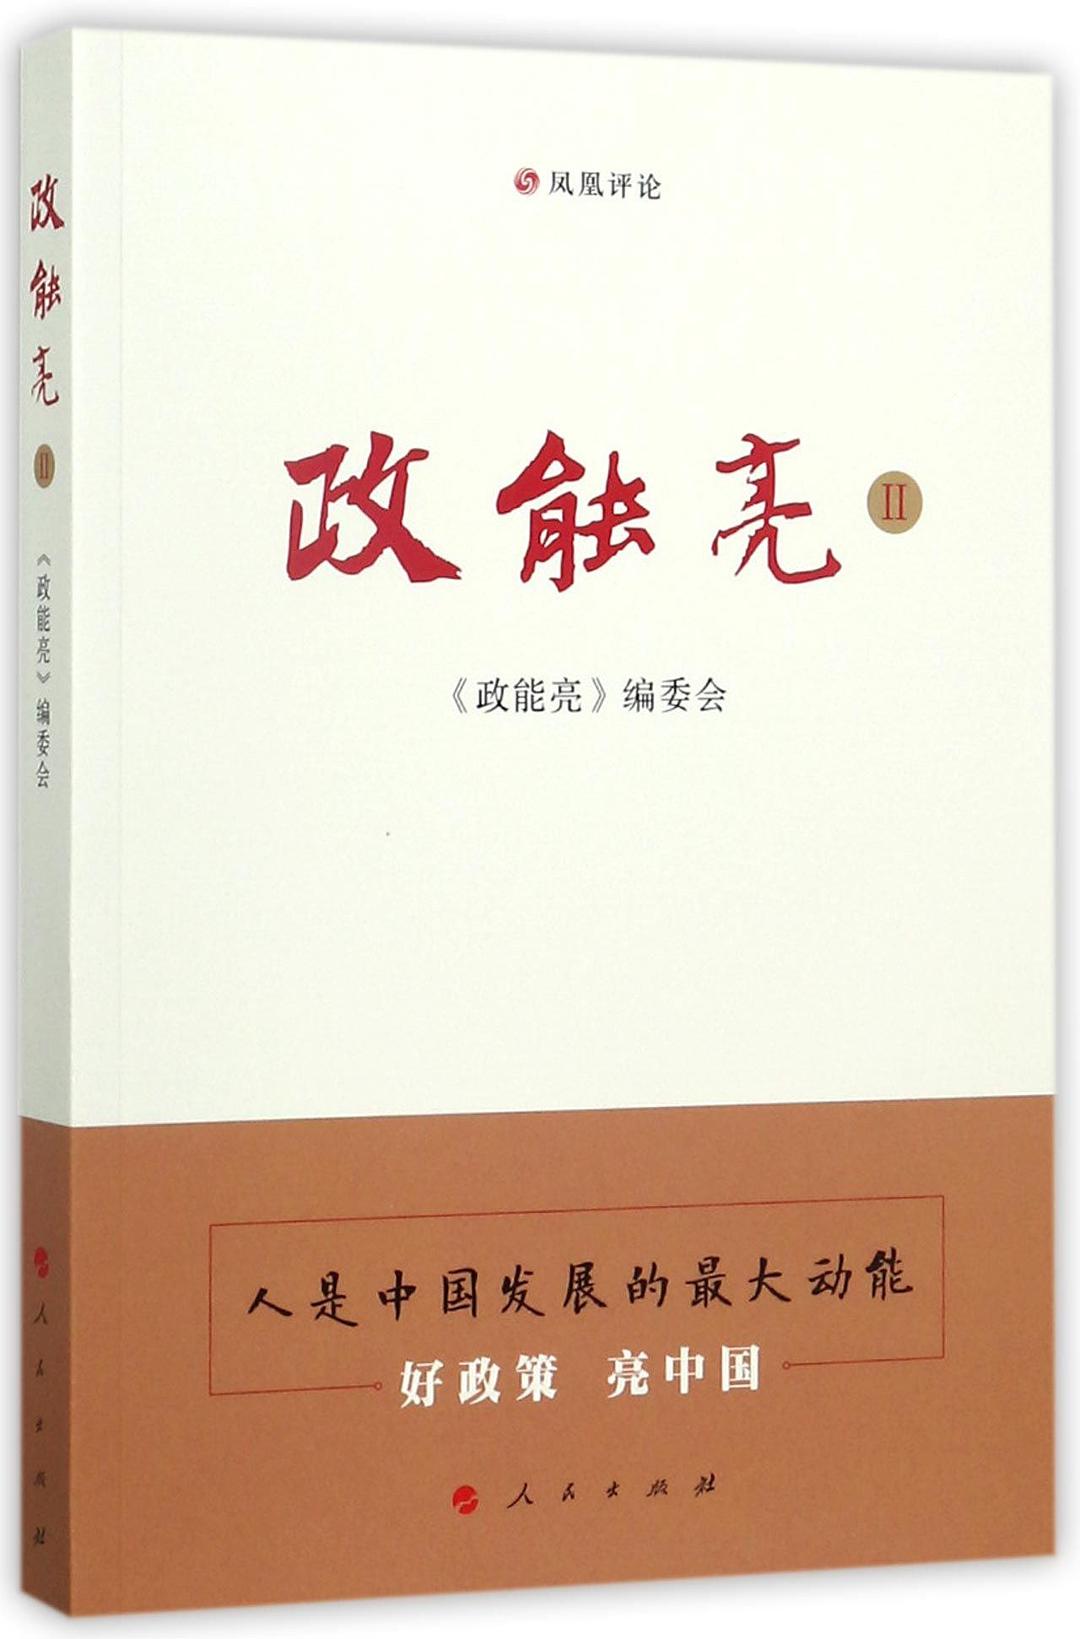 凤凰评论
政能亮 II
《政能亮》编委会
人是中国发展的最大动能
好政策 亮中国
人民出版社
政能亮 II 《政能亮》编委会 人民出版社